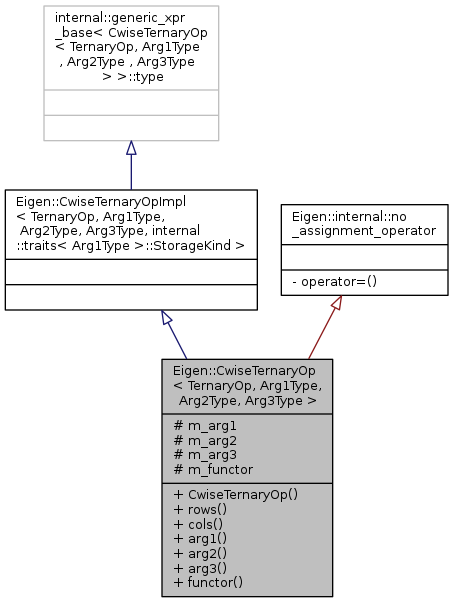 internal::generic_xpr
_base< CwiseTernaryOp
< TernaryOp, Arg1Type
, Arg2Type , Arg3Type
> >::type
Eigen::CwiseTernaryOpImpl
< TernaryOp, Arg1Type,
Arg2Type, Arg3Type, internal
::traits< Arg1Type >::StorageKind >
Eigen::internal::no
_assignment_operator
- operator=()
Eigen::CwiseTernaryOp
< TernaryOp, Arg1Type,
Arg2Type, Arg3Type >
# m_arg1
# m_arg2
# m_arg3
# m_functor
+ CwiseTernaryOp()
+ rows()
+ cols()
+ arg1()
+ arg2()
+ arg3()
+ functor()